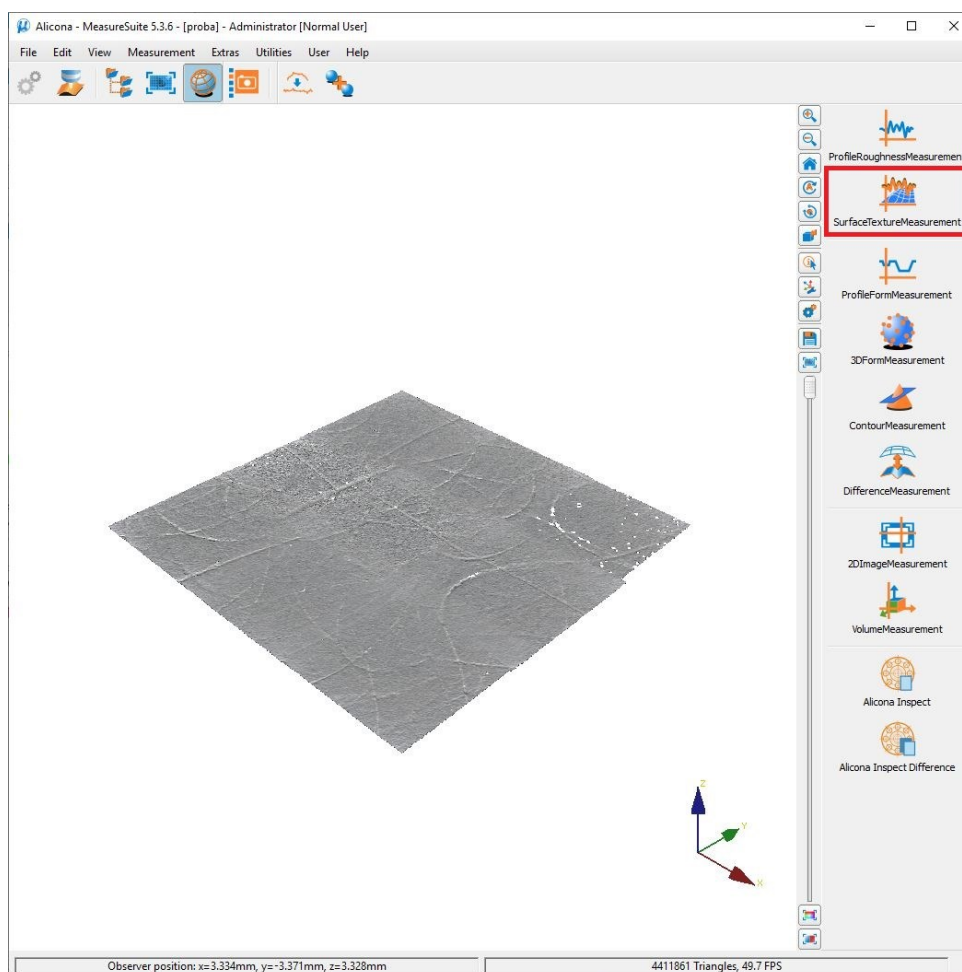 Alicona - MeasureSuite 5.3.6 - [proba] - Administrator [Normal User]
File Edit View Measurement Extras Utilities User Help
ProfileRoughnessMeasuremen
SurfaceTextureMeasurement
ProfileFormMeasurement
3DFormMeasurement
ContourMeasurement
DifferenceMeasurement
2DImageMeasurement
VolumeMeasurement
Alicona Inspect
Alicona Inspect Difference
Z
Y
X
Observer position: x=3.334mm, y=-3.371mm, z=3.328mm
4411861 Triangles, 49.7 FPS